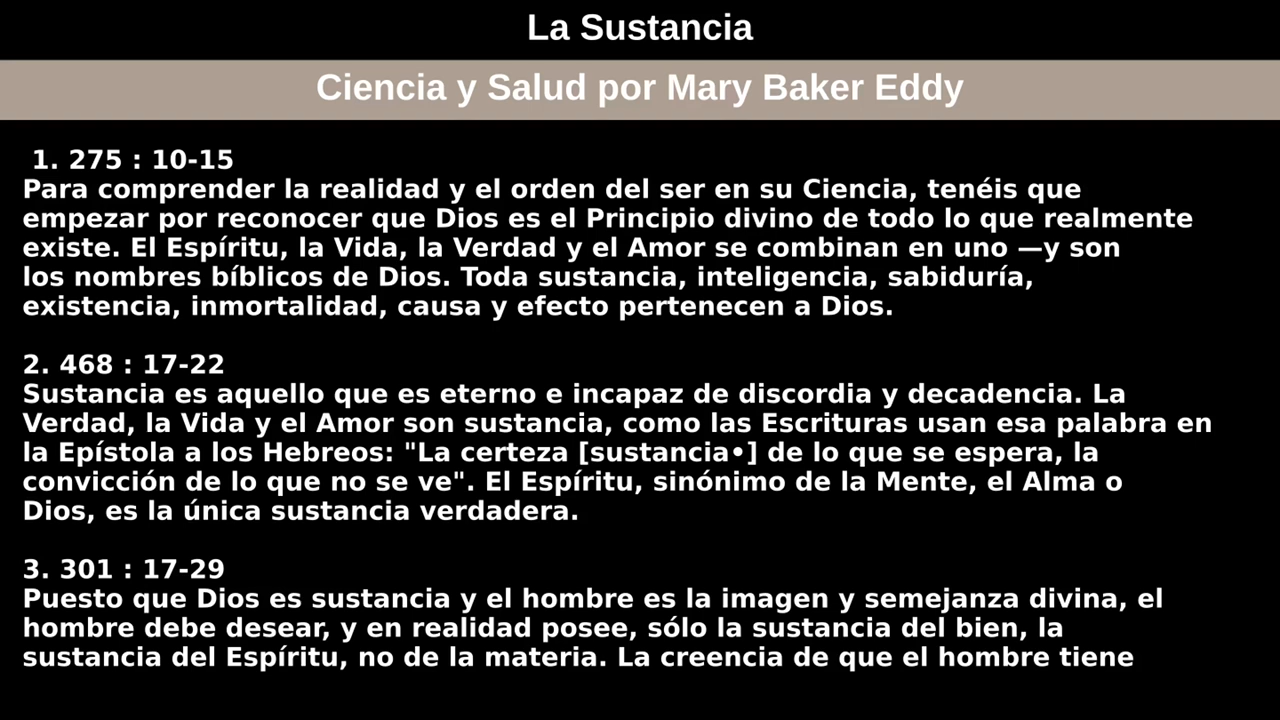 La Sustancia
Ciencia y Salud por Mary Baker Eddy
1. 275 : 10-15
Para comprender la realidad y el orden del ser en su Ciencia, tenéis que
empezar por reconocer que Dios es el Principio divino de todo lo que realmente
existe. El Espíritu, la Vida, la Verdad y el Amor se combinan en uno —y son
los nombres bíblicos de Dios. Toda sustancia, inteligencia, sabiduría,
existencia, inmortalidad, causa y efecto pertenecen a Dios.
2. 468 : 17-22
Sustancia es aquello que es eterno e incapaz de discordia y decadencia. La
Verdad, la Vida y el Amor son sustancia, como las Escrituras usan esa palabra en
la Epístola a los Hebreos: "La certeza [sustancia•] de lo que se espera, la
convicción de lo que no se ve". El Espíritu, sinónimo de la Mente, el Alma o
Dios, es la única sustancia verdadera.
3. 301 : 17-29
Puesto que Dios es sustancia y el hombre es la imagen y semejanza divina, el
hombre debe desear, y en realidad posee, sólo la sustancia del bien, la
sustancia del Espíritu, no de la materia. La creencia de que el hombre tiene